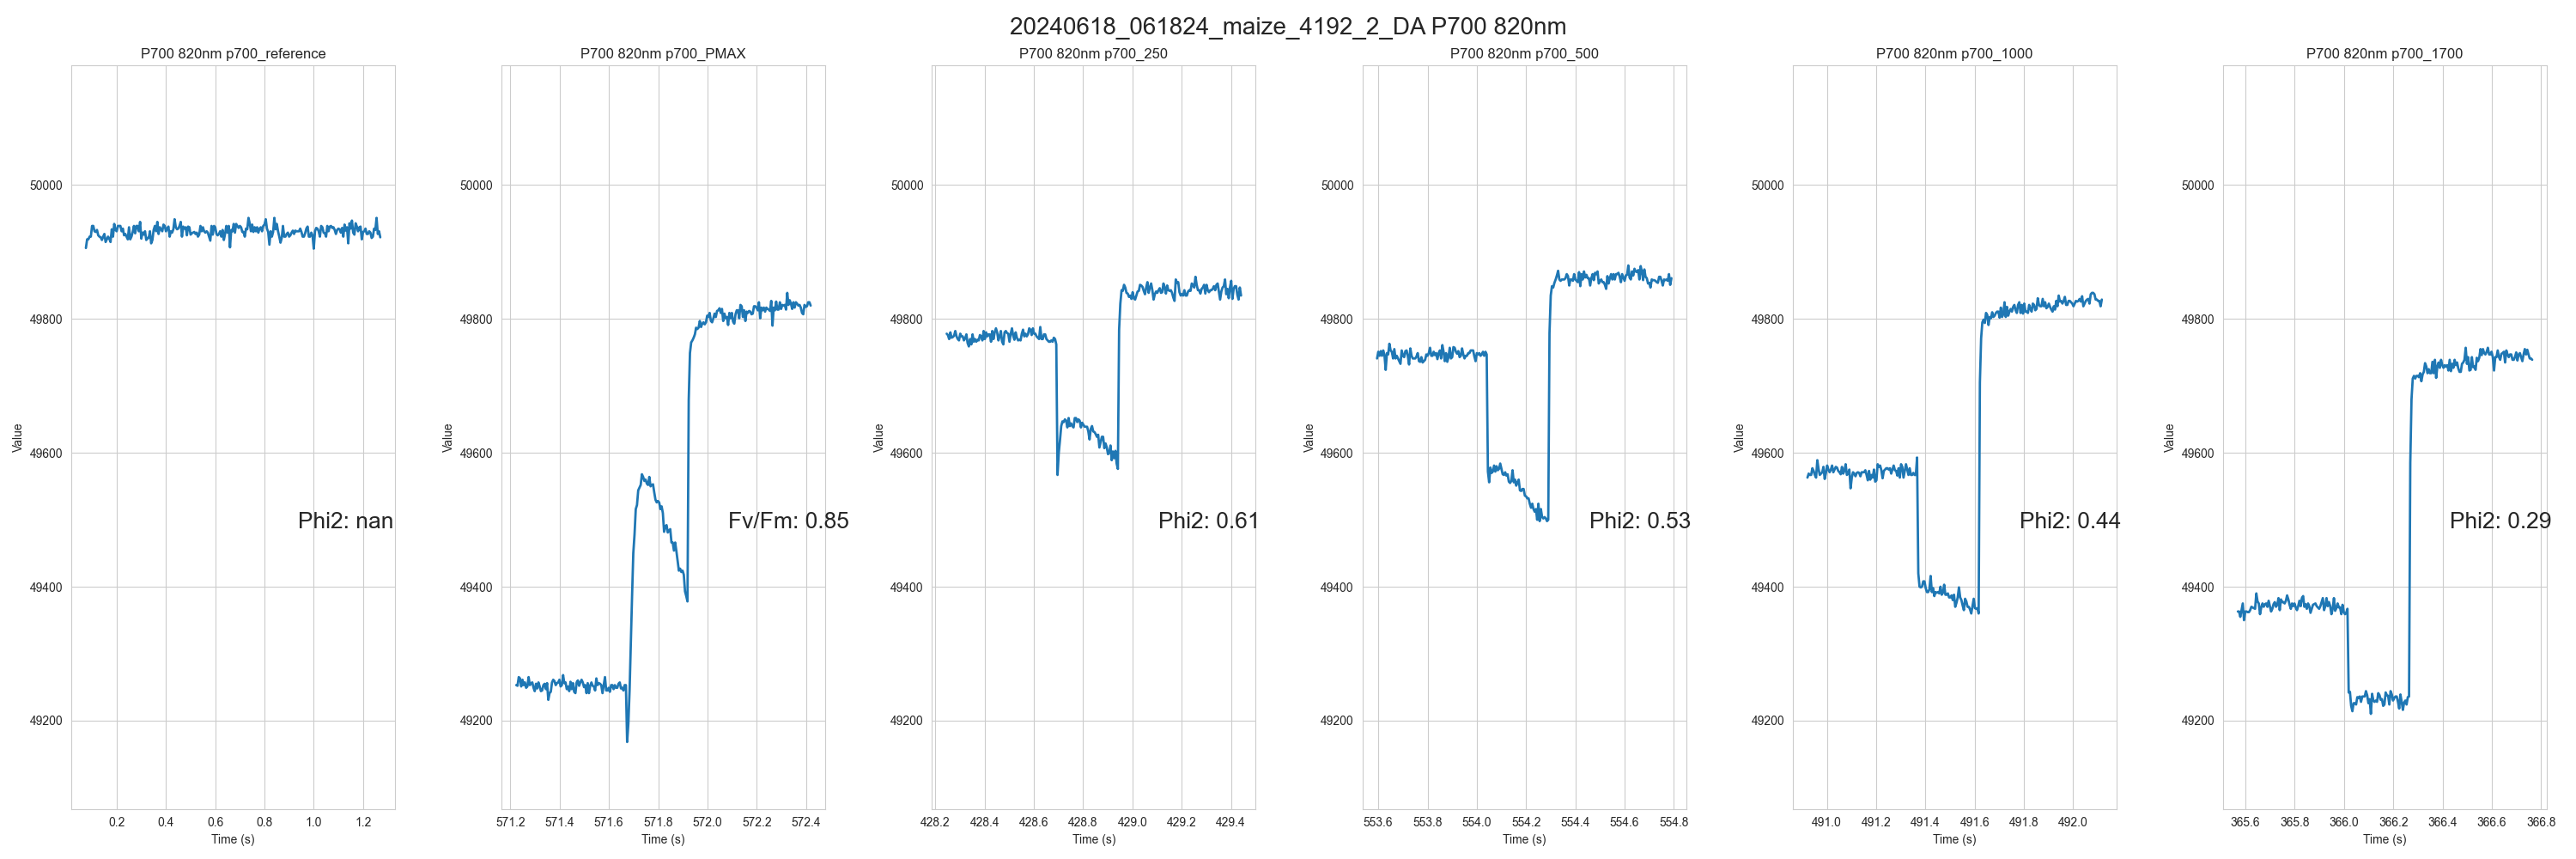 20240618_061824_maize_4192_2_DA P700 820nm
P700 820nm p700_reference
50000
49800
49600
49400
49200
Value
Phi2: nan
0.2 0.4 0.6 0.8 1.0 1.2
Time (s)
P700 820nm p700_PMAX
50000
49800
49600
49400
49200
Value
Fv/Fm: 0.85
571.2 571.4 571.6 571.8 572.0 572.2 572.4
Time (s)
P700 820nm p700_250
50000
49800
49600
49400
49200
Value
Phi2: 0.61
428.2 428.4 428.6 428.8 429.0 429.2 429.4
Time (s)
P700 820nm p700_500
50000
49800
49600
49400
49200
Value
Phi2: 0.53
553.6 553.8 554.0 554.2 554.4 554.6 554.8
Time (s)
P700 820nm p700_1000
50000
49800
49600
49400
49200
Value
Phi2: 0.44
491.0 491.2 491.4 491.6 491.8 492.0
Time (s)
P700 820nm p700_1700
50000
49800
49600
49400
49200
Value
Phi2: 0.29
365.6 365.8 366.0 366.2 366.4 366.6 366.8
Time (s)